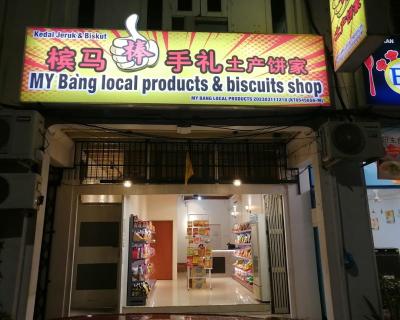 Kedai Jeruk & Biskut
槟马 棒 手礼土产饼家
MY Bang local products & biscuits shop
MY BANG LOCAL PRODUCTS